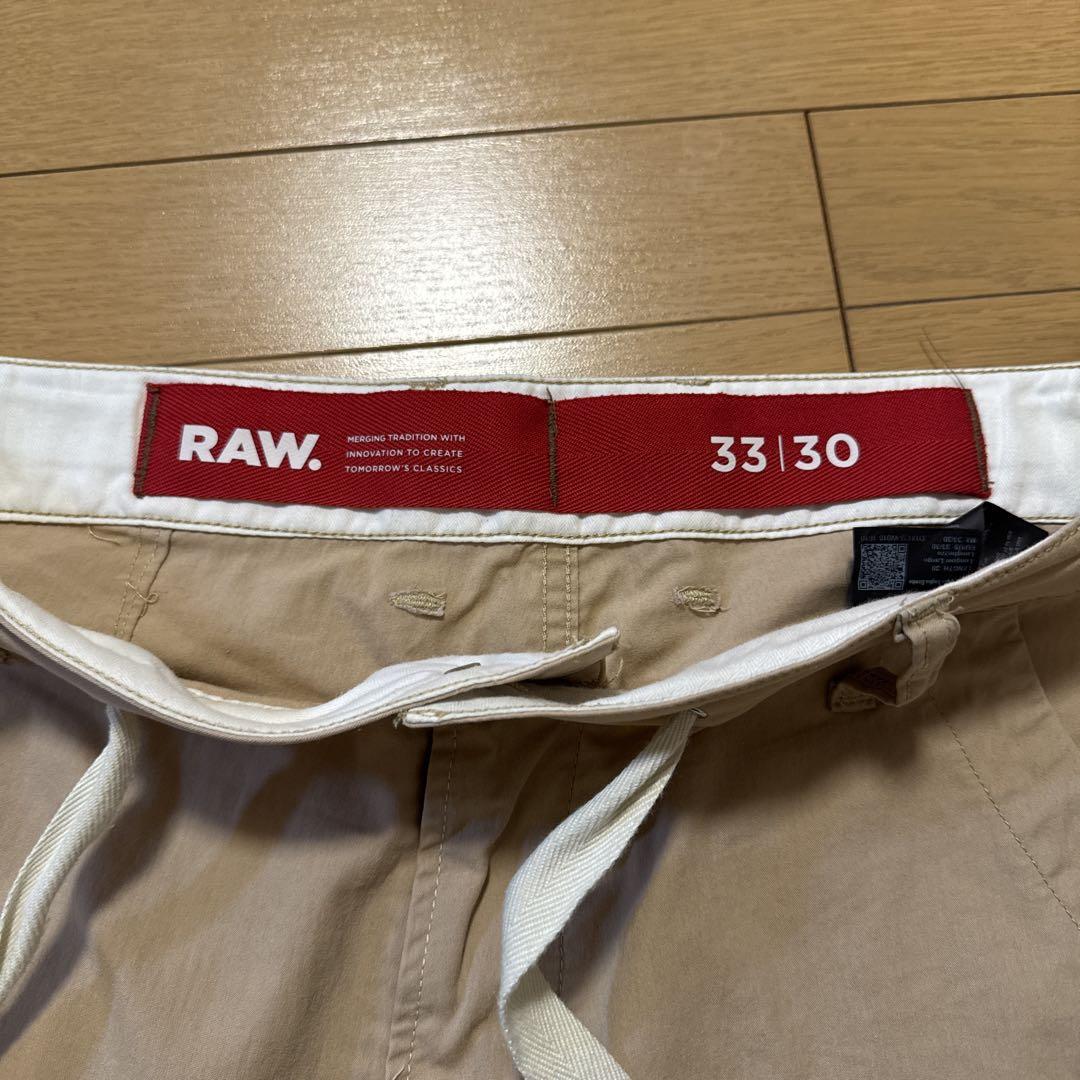 RAW.
MERGING TRADITION WITH
INNOVATION TO CREATE
TOMORROW'S CLASSICS
33 | 30